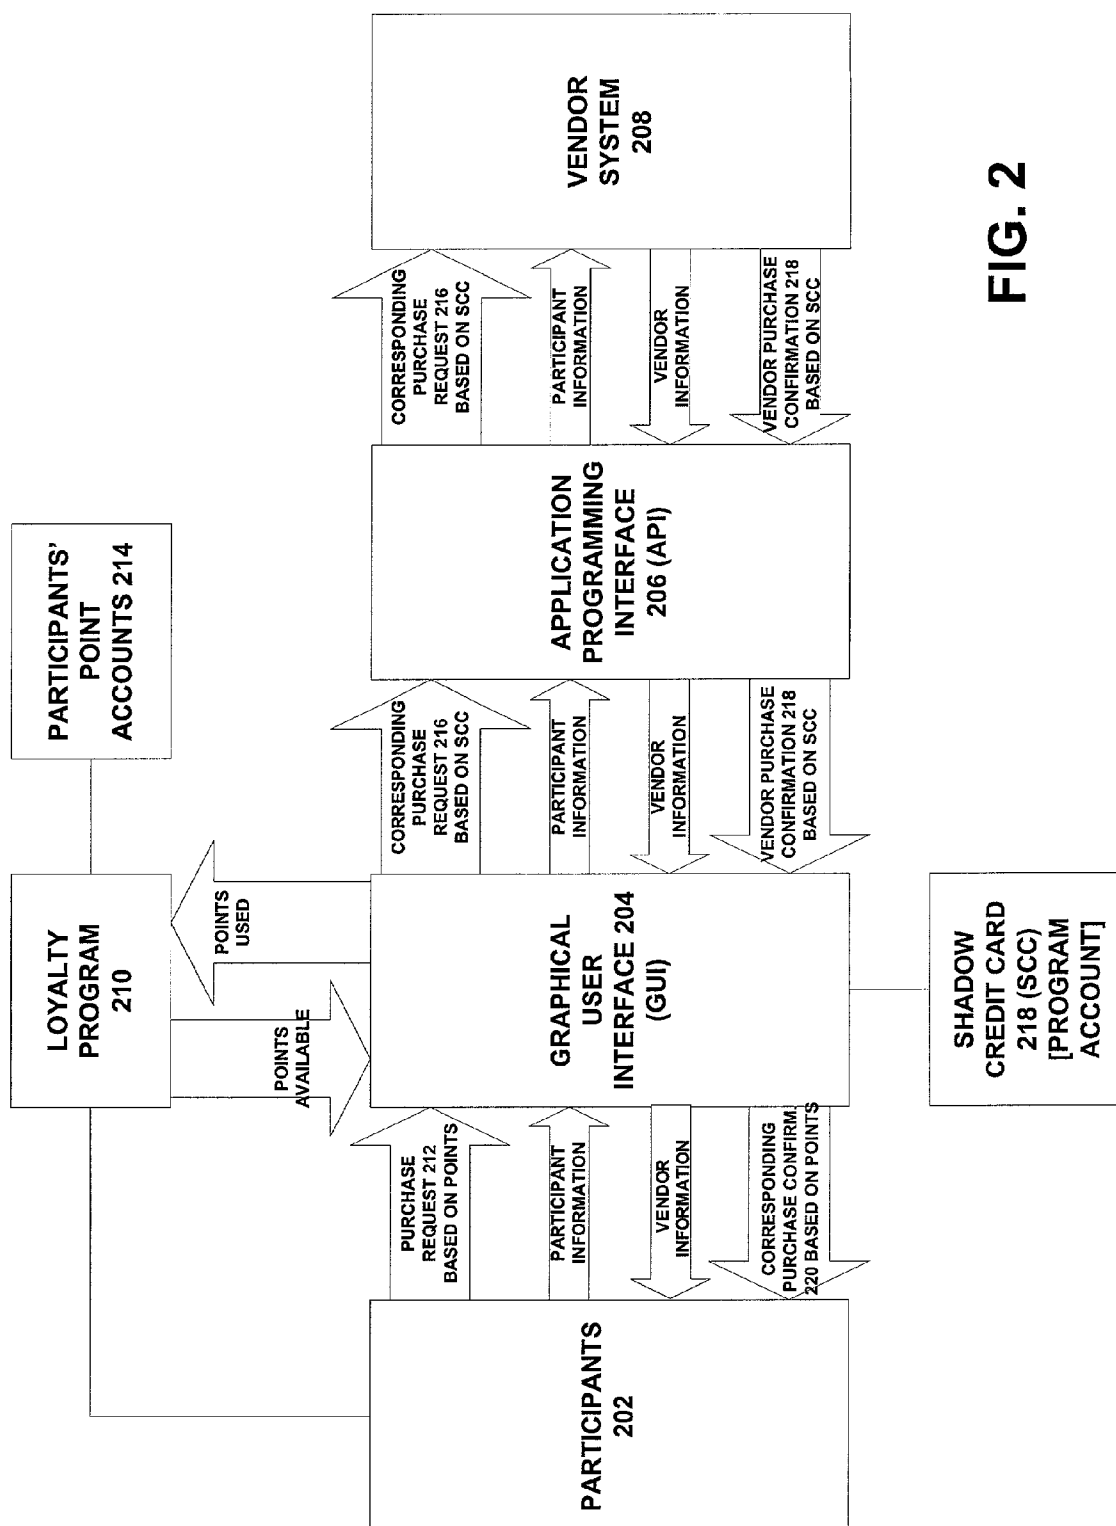 PARTICIPANTS'
POINT
ACCOUNTS 214
LOYALTY
PROGRAM
210
POINTS
AVAILABLE
POINTS
USED
PARTICIPANTS
202
PURCHASE
REQUEST 212
BASED ON POINTS
PARTICIPANT
INFORMATION
VENDOR
INFORMATION
CORRESPONDING
PURCHASE CONFIRM.
220 BASED ON POINTS
GRAPHICAL
USER
INTERFACE 204
(GUI)
CORRESPONDING
PURCHASE
REQUEST 216
BASED ON SCC
PARTICIPANT
INFORMATION
VENDOR
INFORMATION
VENDOR PURCHASE
CONFIRMATION 218
BASED ON SCC
APPLICATION
PROGRAMMING
INTERFACE
206 (API)
CORRESPONDING
PURCHASE
REQUEST 216
BASED ON SCC
PARTICIPANT
INFORMATION
VENDOR
INFORMATION
VENDOR PURCHASE
CONFIRMATION 218
BASED ON SCC
VENDOR
SYSTEM
208
SHADOW
CREDIT CARD
218 (SCC)
[PROGRAM
ACCOUNT]
FIG. 2